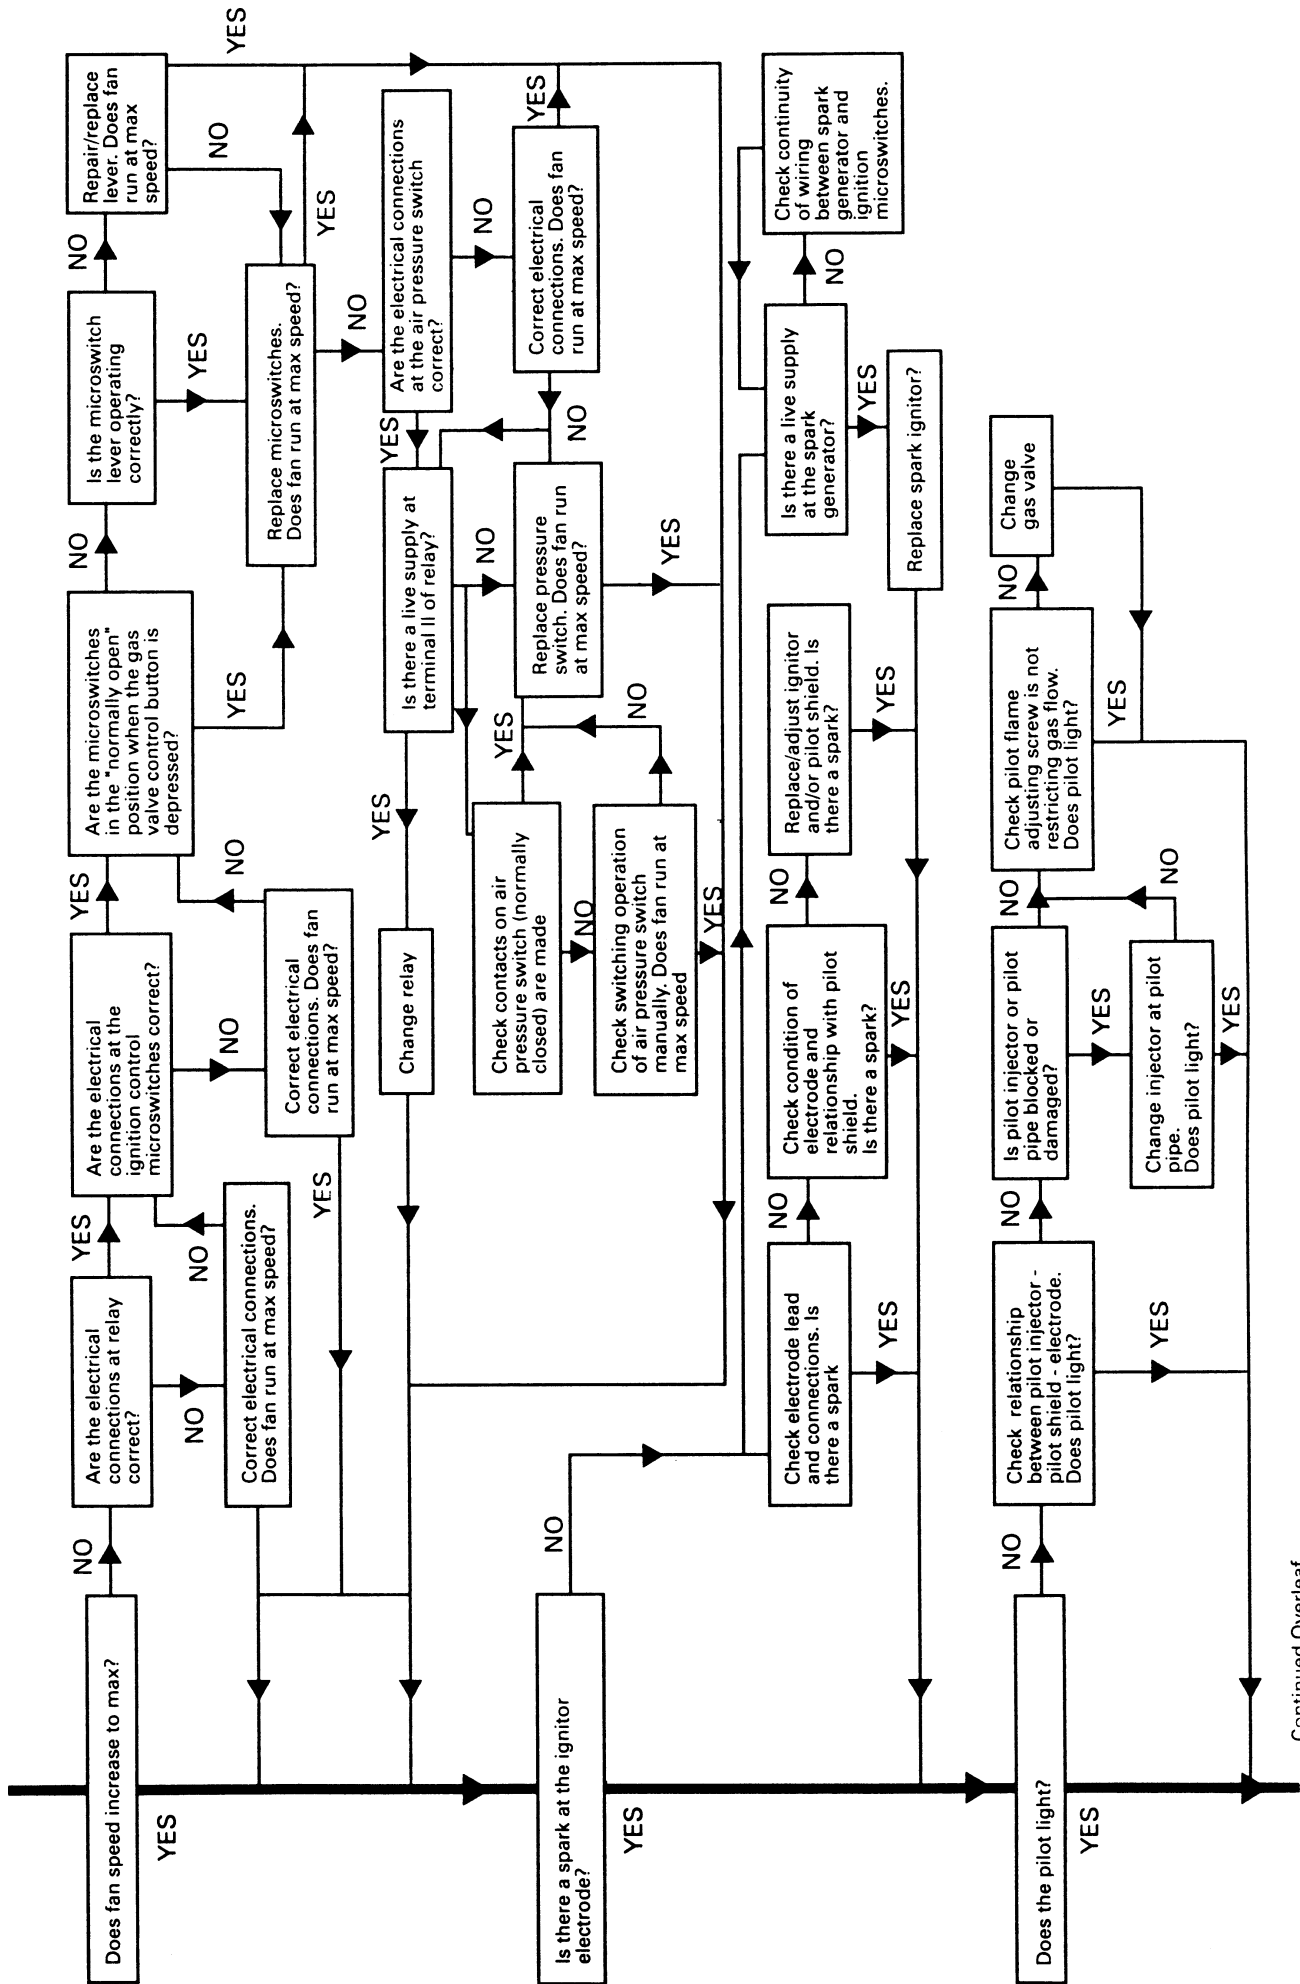 Does fan speed increase to max?
YES
NO
Are the electrical
connections at relay
correct?
YES
NO
Correct electrical connections.
Does fan run at max speed?
NO
Are the electrical
connections at the
ignition control
microswitches correct?
YES
NO
Correct electrical
connections. Does fan
run at max speed?
YES
NO
Are the microswitches
in the "normally open"
position when the gas
valve control button is
depressed?
NO
YES
Is the microswitch
lever operating
correctly?
NO
YES
Repair/replace
lever. Does fan
run at max
speed?
YES
NO
Replace microswitches.
Does fan run at max speed?
YES
NO
Are the electrical connections
at the air pressure switch
correct?
YES
NO
Correct electrical
connections. Does fan
run at max speed?
YES
NO
Is there a live supply at
terminal II of relay?
YES
NO
Change relay
Replace pressure
switch. Does fan run
at max speed?
YES
Check contacts on air
pressure switch (normally
closed) are made
YES
NO
Check switching operation
of air pressure switch
manually. Does fan run at
max speed
NO
YES
Is there a spark at the ignitor
electrode?
YES
NO
Check electrode lead
and connections. Is
there a spark
NO
YES
Check condition of
electrode and
relationship with pilot
shield.
Is there a spark?
NO
YES
Replace/adjust ignitor
and/or pilot shield. Is
there a spark?
YES
Is there a live supply
at the spark
generator?
NO
YES
Check continuity
of wiring
between spark
generator and
ignition
microswitches.
Replace spark ignitor?
Does the pilot light?
YES
NO
Check relationship
between pilot injector -
pilot shield - electrode.
Does pilot light?
NO
YES
Is pilot injector or pilot
pipe blocked or
damaged?
NO
YES
Change injector at pilot
pipe.
Does pilot light?
NO
YES
Check pilot flame
adjusting screw is not
restricting gas flow.
Does pilot light?
NO
YES
Change
gas valve
Continued Overleaf